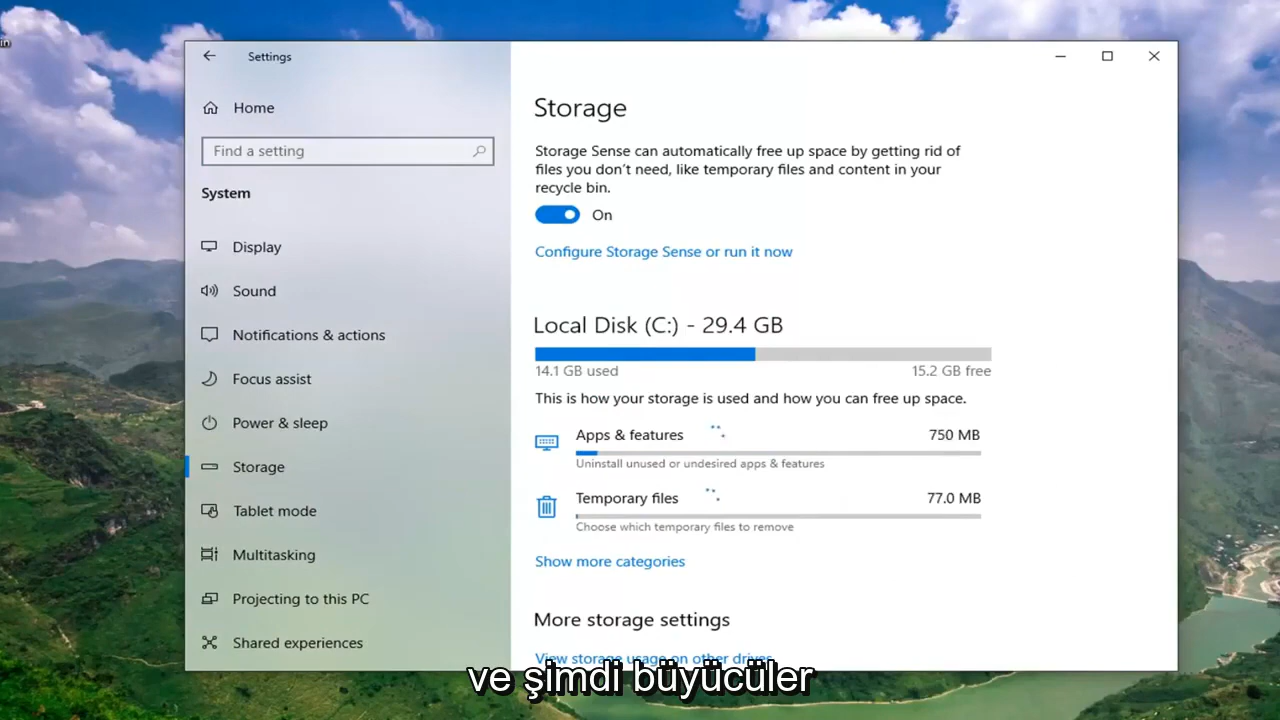 in
Settings
Home
Find a setting
System
Display
Sound
Notifications & actions
Focus assist
Power & sleep
Storage
Tablet mode
Multitasking
Projecting to this PC
Shared experiences
Storage
Storage Sense can automatically free up space by getting rid of
files you don't need, like temporary files and content in your
recycle bin.
On
Configure Storage Sense or run it now
Local Disk (C:) - 29.4 GB
14.1 GB used 15.2 GB free
This is how your storage is used and how you can free up space.
Apps & features 750 MB
Uninstall unused or undesired apps & features
Temporary files 77.0 MB
Choose which temporary files to remove
Show more categories
More storage settings
View storage usage on other drives
ve şimdi büyücüler